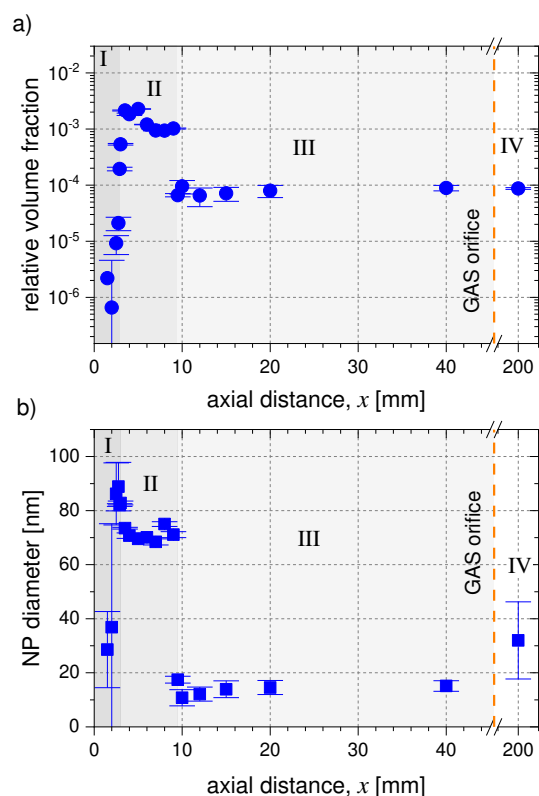 a)
I
II
III
IV
10⁻²
10⁻³
10⁻⁴
10⁻⁵
10⁻⁶
relative volume fraction
GAS orifice
0 10 20 30 40 200
axial distance, x [mm]
b)
I
II
III
IV
100
80
60
40
20
0
NP diameter [nm]
GAS orifice
0 10 20 30 40 200
axial distance, x [mm]